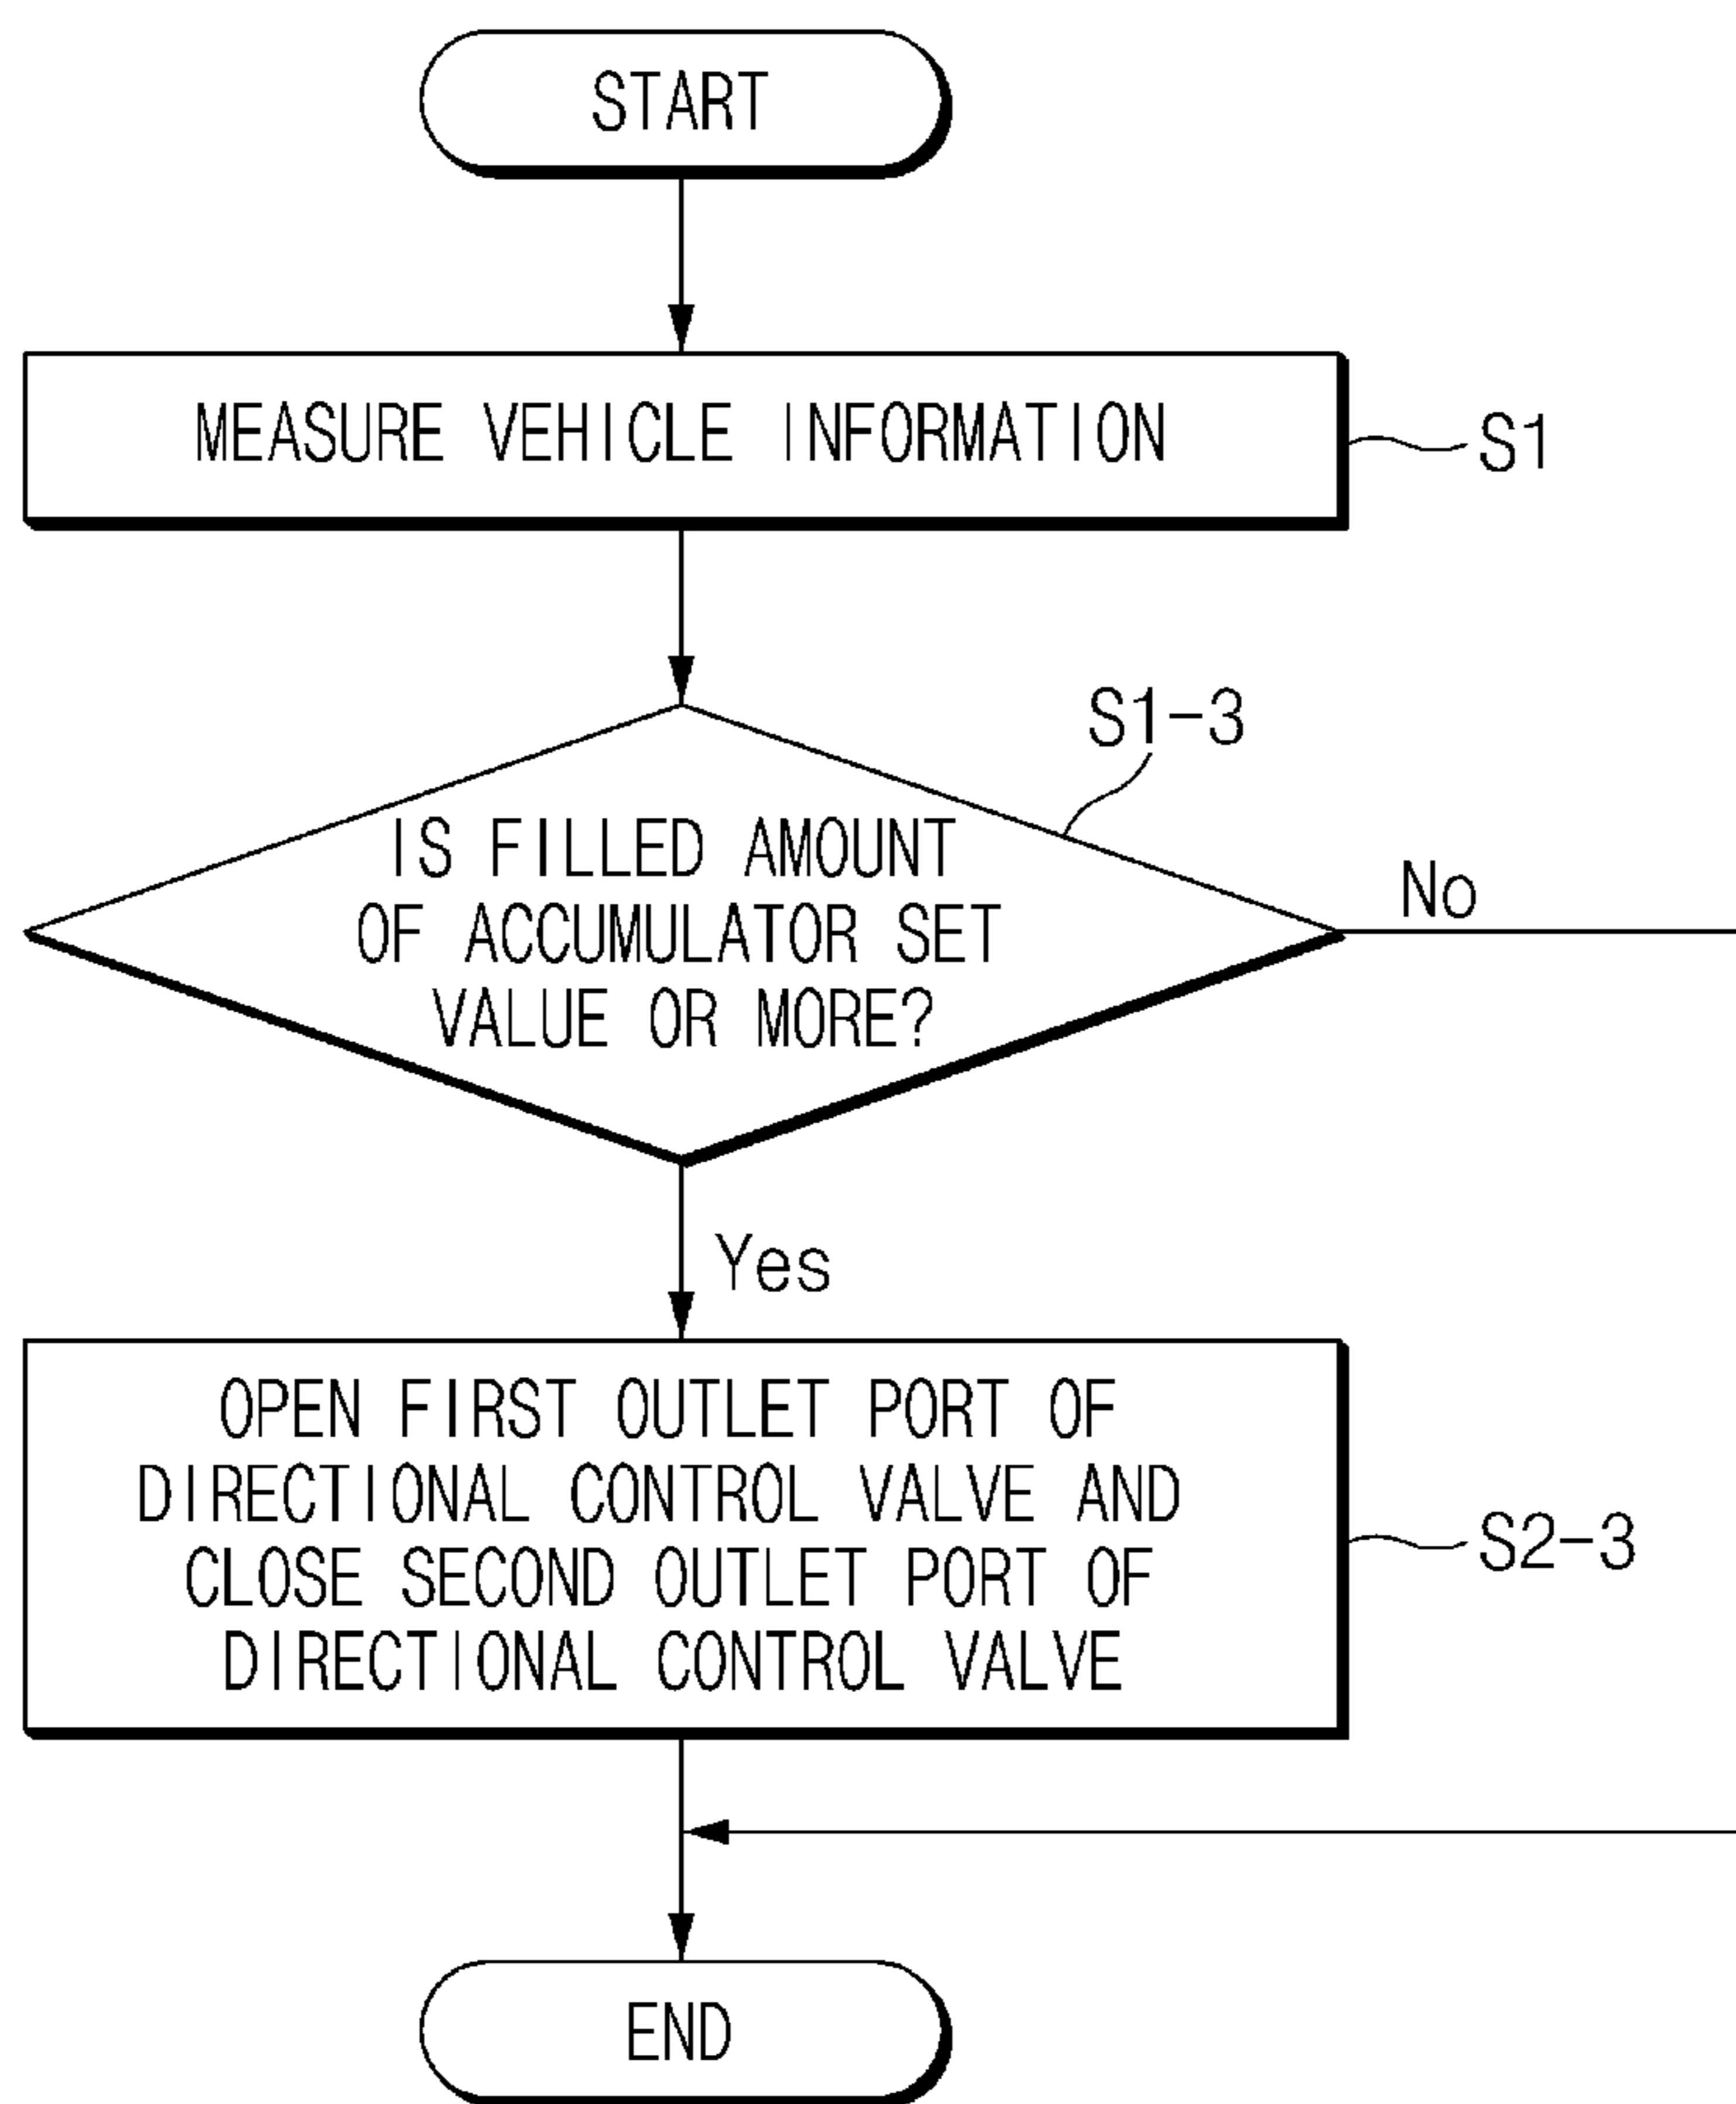 START
MEASURE VEHICLE INFORMATION
S1
S1-3
IS FILLED AMOUNT
OF ACCUMULATOR SET
VALUE OR MORE?
No
Yes
OPEN FIRST OUTLET PORT OF
DIRECTIONAL CONTROL VALVE AND
CLOSE SECOND OUTLET PORT OF
DIRECTIONAL CONTROL VALVE
S2-3
END